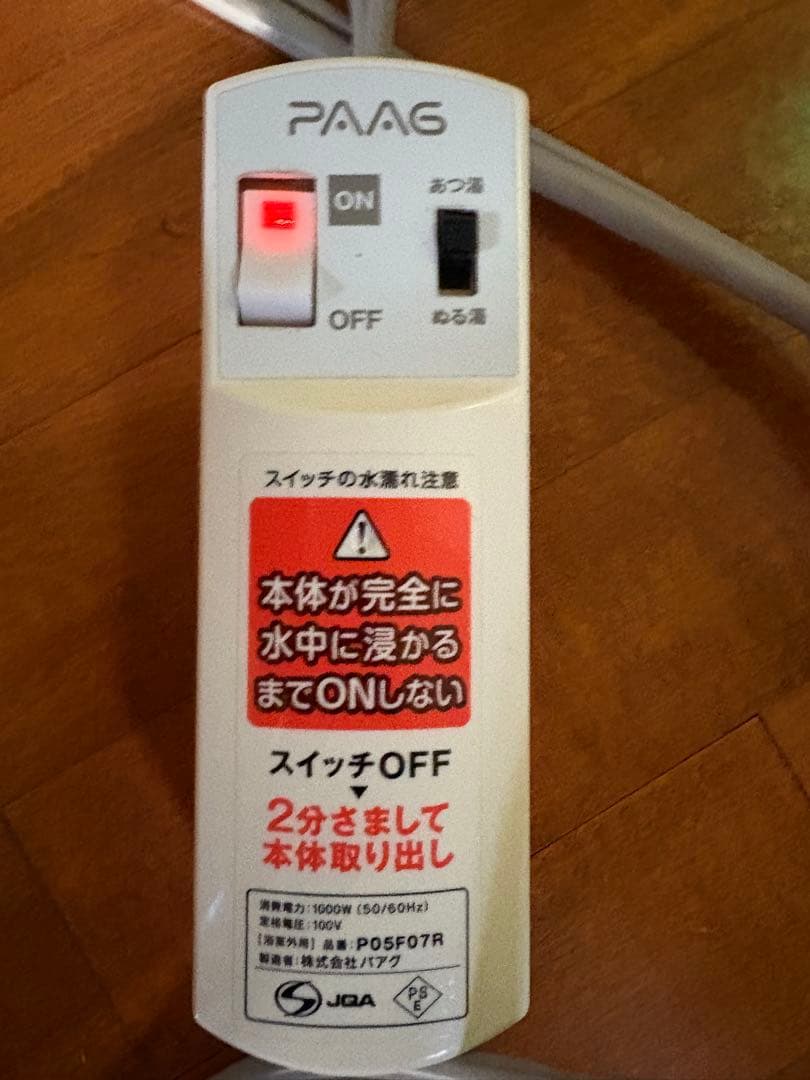 PAAG
ON
あつ湯
OFF
ぬる湯
スイッチの水濡れ注意
本体が完全に
水中に浸かる
までONしない
スイッチOFF
▼
2分さまして
本体取り出し
消費電力:1000W (50/60Hz)
定格電圧:100V
[浴室外用] 品番:P05F07R
製造者:株式会社パアグ
JQA
PS
E